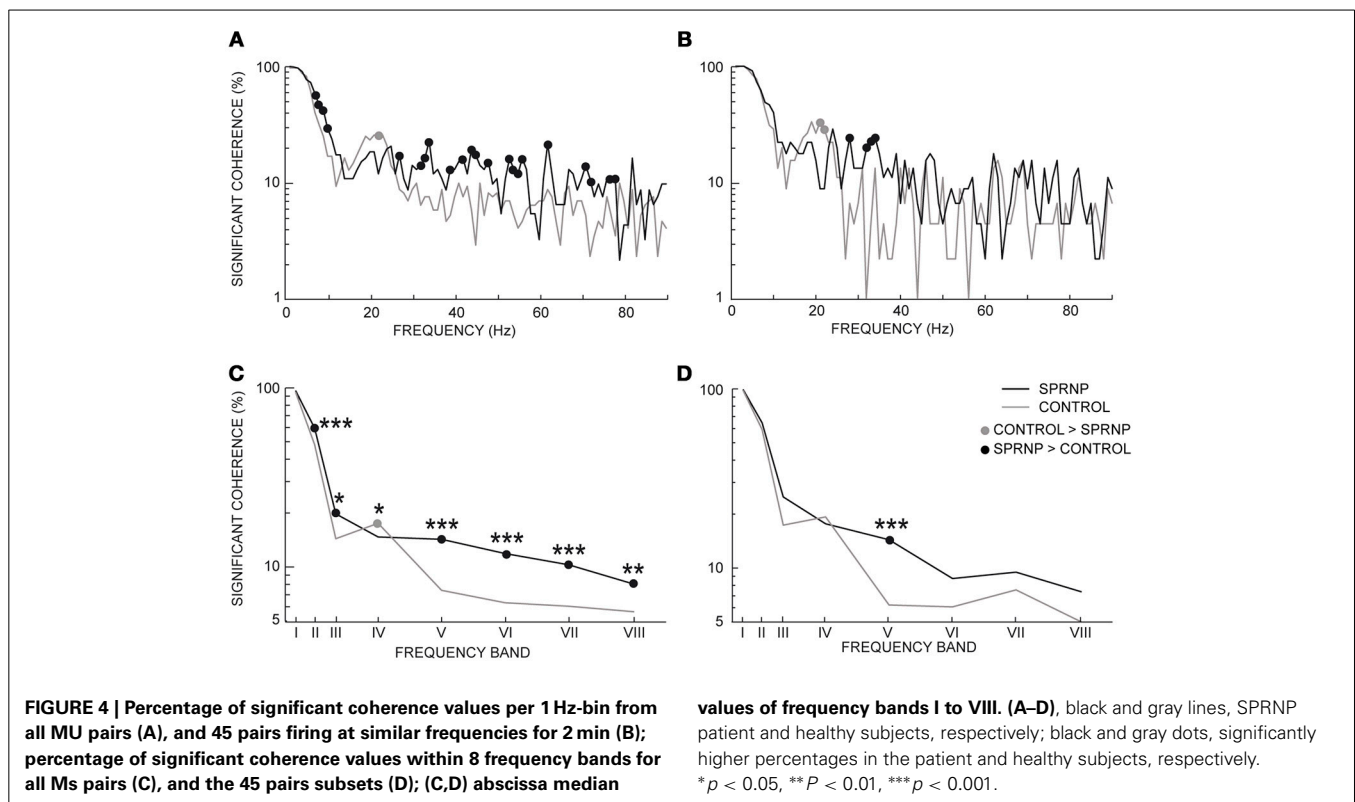 A
100
10
1
SIGNIFICANT COHERENCE (%)
0 20 40 60 80
FREQUENCY (Hz)
B
100
10
1
0 20 40 60 80
FREQUENCY (Hz)
C
100
10
5
SIGNIFICANT COHERENCE (%)
***
*
*
***
***
***
**
I II III IV V VI VII VIII
FREQUENCY BAND
D
100
10
5
SPRNP
CONTROL
CONTROL > SPRNP
SPRNP > CONTROL
***
I II III IV V VI VII VIII
FREQUENCY BAND
FIGURE 4 | Percentage of significant coherence values per 1 Hz-bin from
all MU pairs (A), and 45 pairs firing at similar frequencies for 2 min (B);
percentage of significant coherence values within 8 frequency bands for
all Ms pairs (C), and the 45 pairs subsets (D); (C,D) abscissa median
values of frequency bands I to VIII. (A–D), black and gray lines, SPRNP
patient and healthy subjects, respectively; black and gray dots, significantly
higher percentages in the patient and healthy subjects, respectively.
*p < 0.05, **P < 0.01, ***p < 0.001.